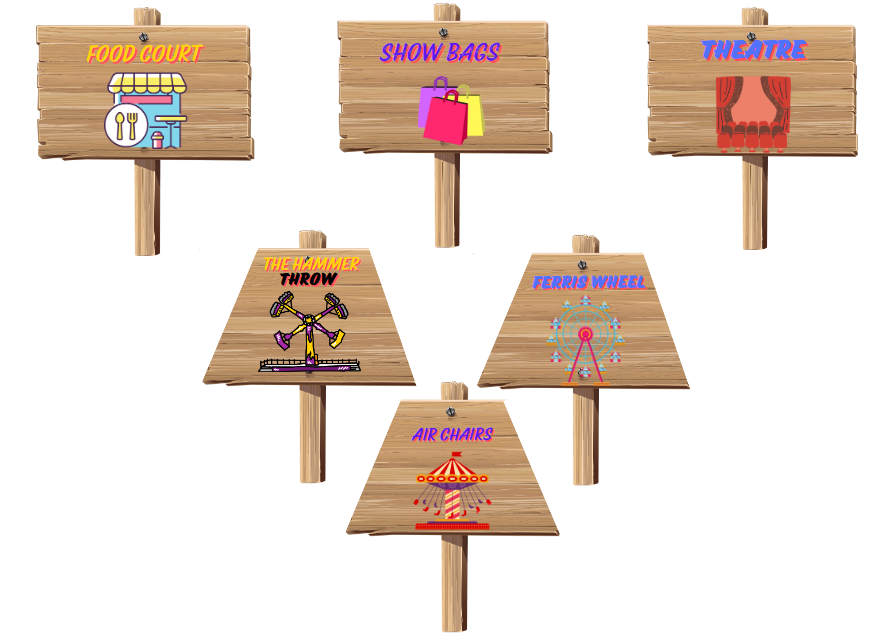 FOOD COURT
SHOW BAGS
THEATRE
THE HAMMER
THROW
FERRIS WHEEL
AIR CHAIRS